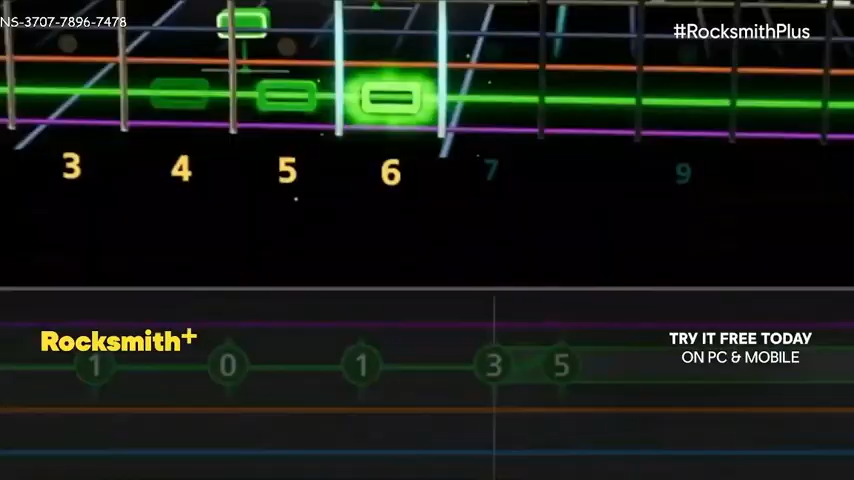 NS-3707-7896-7478
#RocksmithPlus
3 4 5 6 7 9
Rocksmith+
TRY IT FREE TODAY
ON PC & MOBILE
1 0 1 3 5